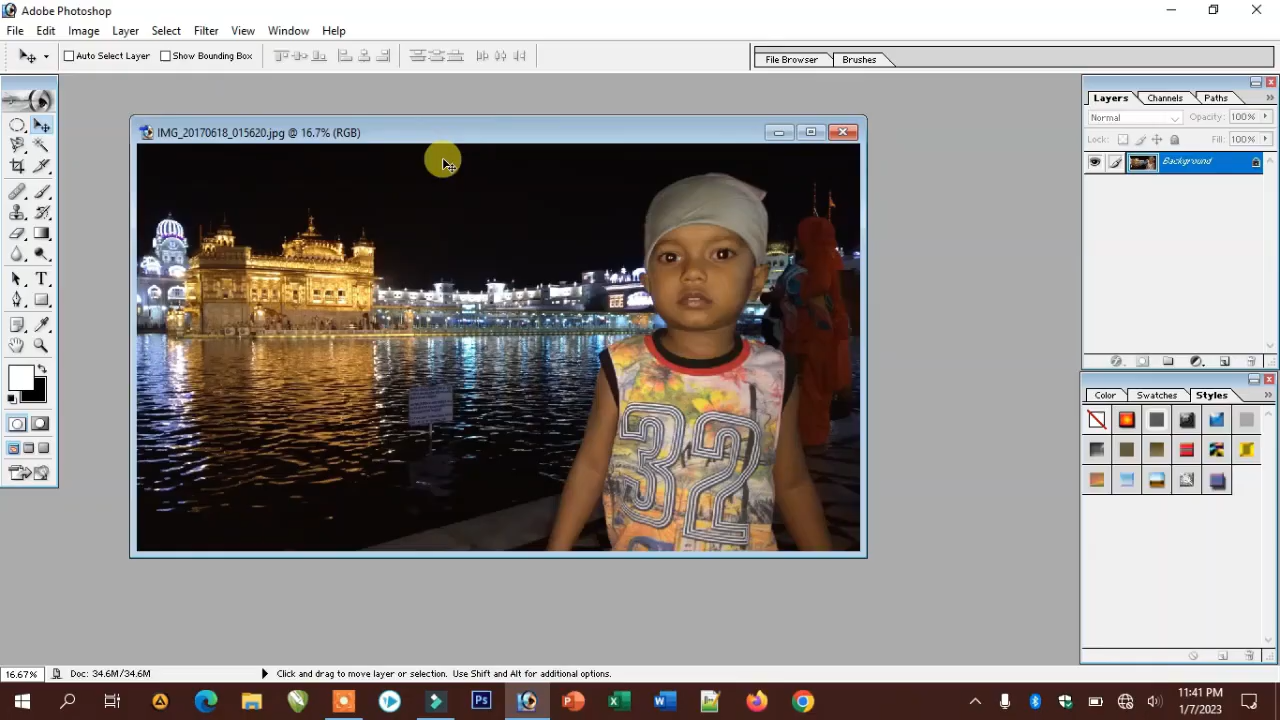 Adobe Photoshop
File Edit Image Layer Select Filter View Window Help
Auto Select Layer Show Bounding Box
File Browser Brushes
IMG_20170618_015620.jpg @ 16.7% (RGB)
Layers Channels Paths
Normal Opacity: 100%
Lock: Fill: 100%
Background
T
32
Color Swatches Styles
16.67% Doc: 34.6M/34.6M Click and drag to move layer or selection. Use Shift and Alt for additional options.
Ps
11:41 PM
1/7/2023